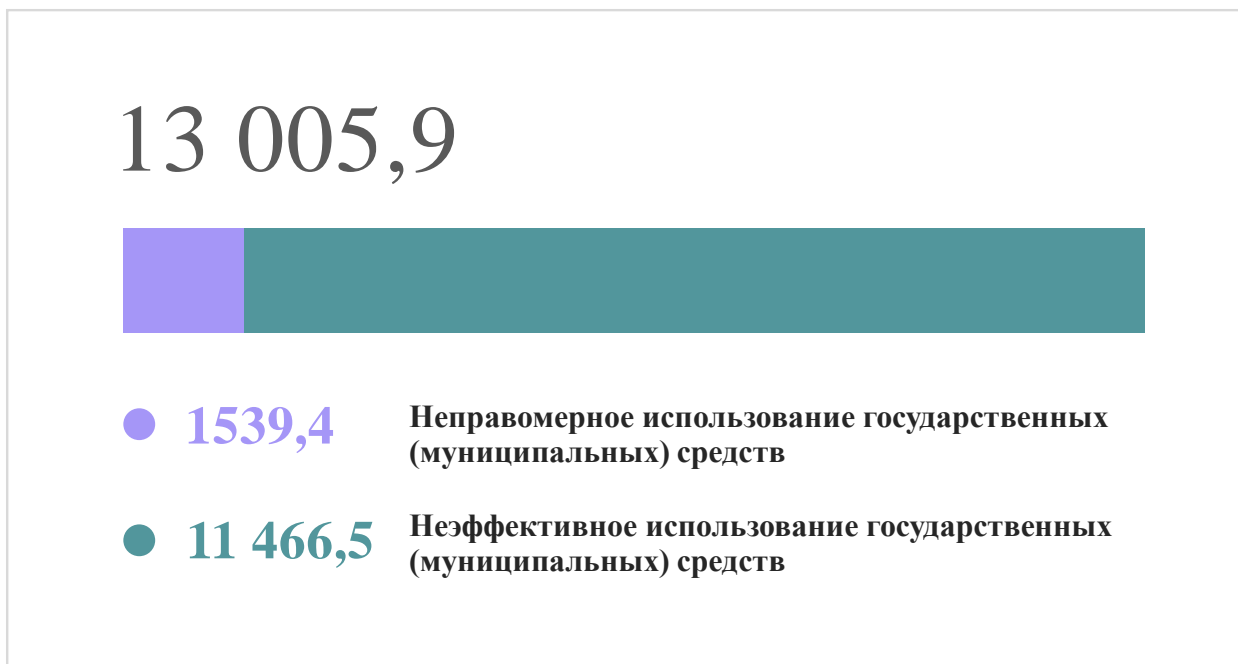 13 005,9
1539,4
Неправомерное использование государственных
(муниципальных) средств
11 466,5
Неэффективное использование государственных
(муниципальных) средств